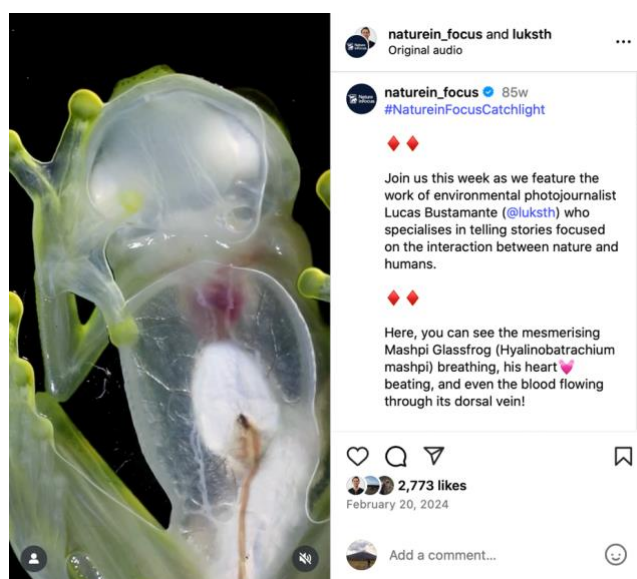 naturein_focus and luksth
Original audio
naturein_focus 85w
#NatureinFocusCatchlight
♦️♦️
Join us this week as we feature the
work of environmental photojournalist
Lucas Bustamante (@luksth) who
specialises in telling stories focused
on the interaction between nature and
humans.
♦️♦️
Here, you can see the mesmerising
Mashpi Glassfrog (Hyalinobatrachium
mashpi) breathing, his heart💓
beating, and even the blood flowing
through its dorsal vein!
2,773 likes
February 20, 2024
Add a comment...